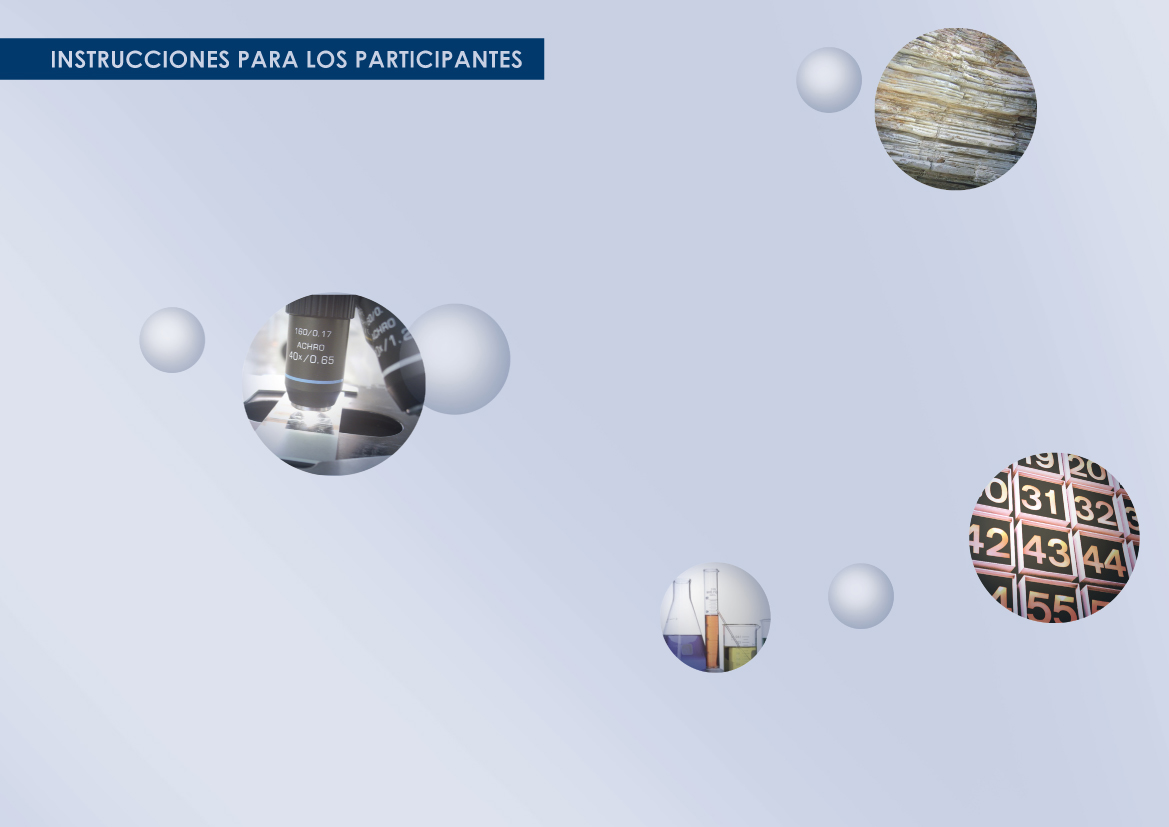 INSTRUCCIONES PARA LOS PARTICIPANTES
160/0.17
ACHRO
40x/0.65
ACHRO
19 20
31 32
42 43 44
55